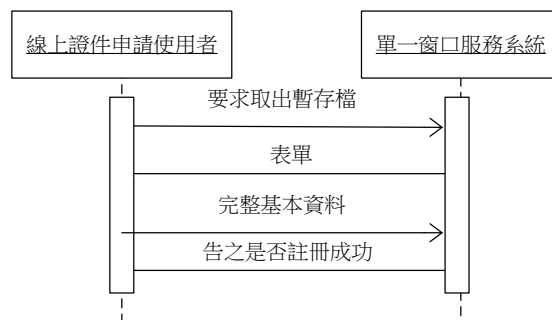 線上證件申請使用者
單一窗口服務系統
要求取出暫存檔
表單
完整基本資料
告之是否註冊成功